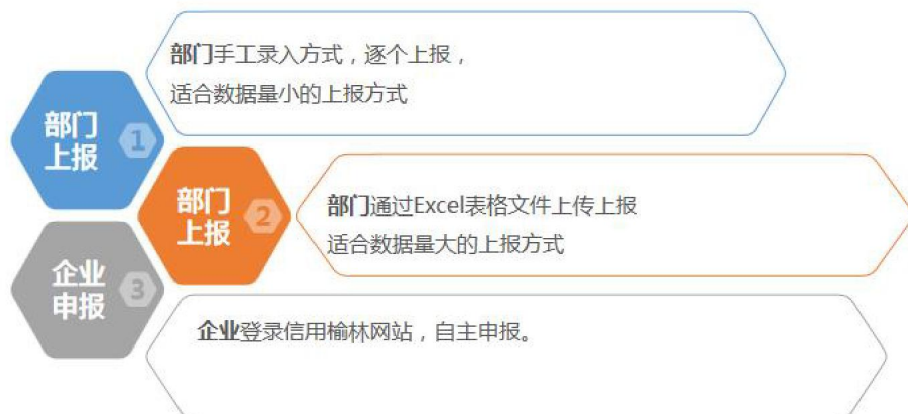 部门
上报
1
部门手工录入方式，逐个上报，
适合数据量小的上报方式
部门
上报
2
部门通过Excel表格文件上传上报
适合数据量大的上报方式
企业
申报
3
企业登录信用榆林网站，自主申报。